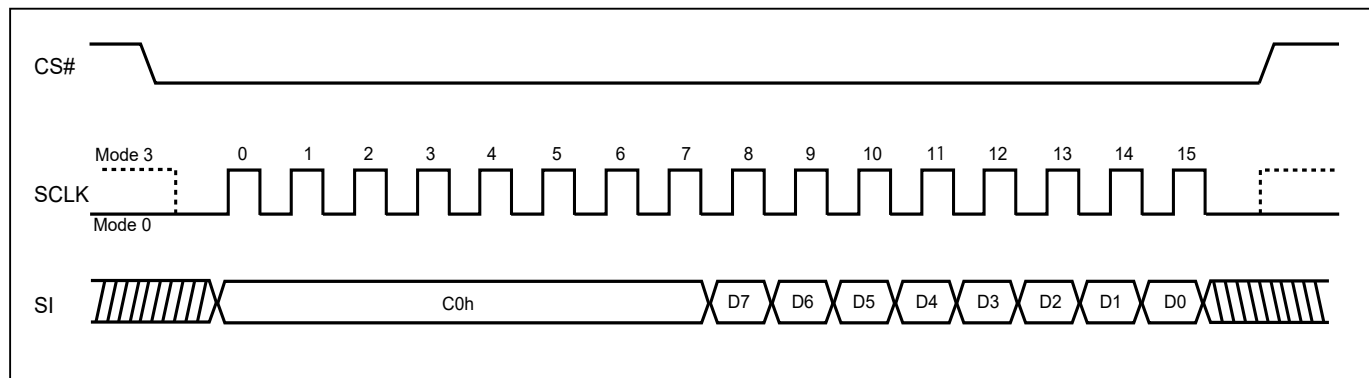 CS#
Mode 3
0 1 2 3 4 5 6 7 8 9 10 11 12 13 14 15
SCLK
Mode 0
SI
C0h D7 D6 D5 D4 D3 D2 D1 D0